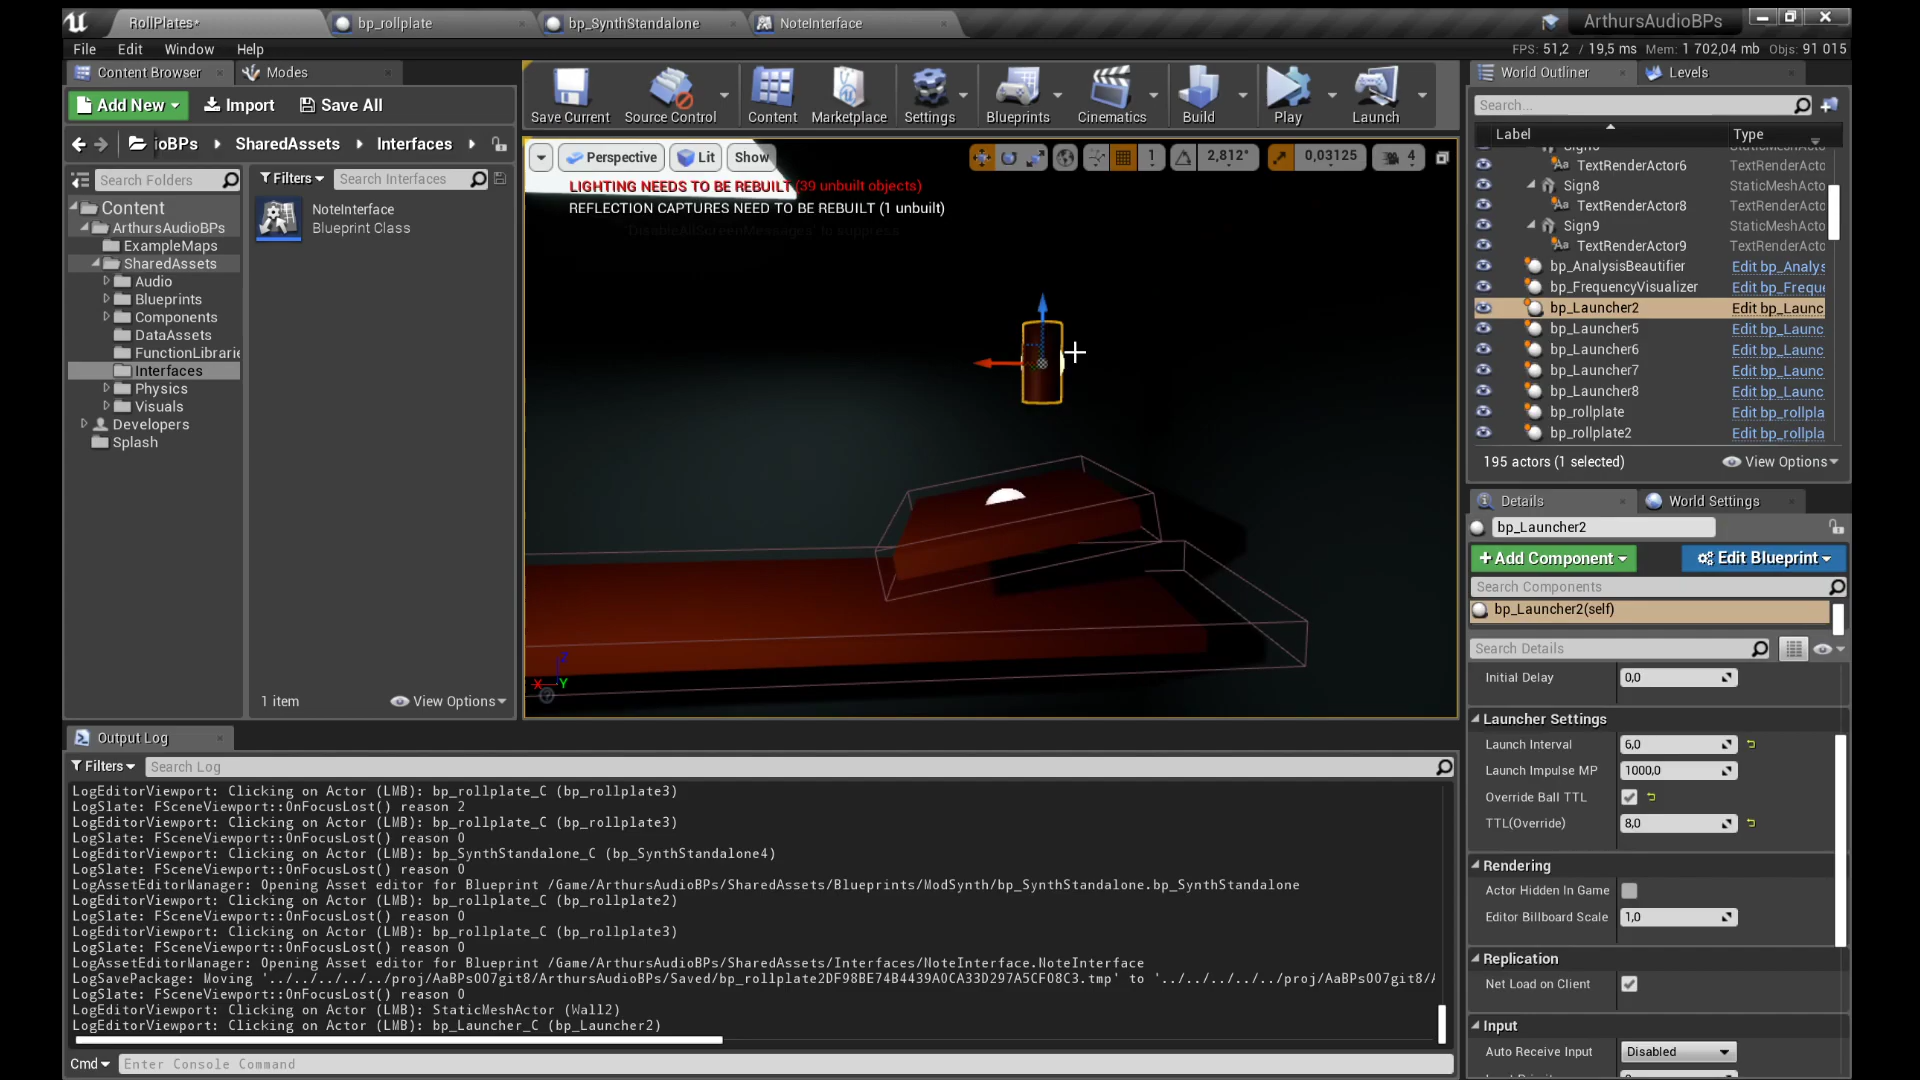 RollPlates*
bp_rollplate
bp_SynthStandalone
NoteInterface
ArthursAudioBPs
File Edit Window Help
FPS: 51,2 / 19,5 ms Mem: 1 702,04 mb Objs: 91 015
Content Browser
Modes
Add New
Import
Save All
ioBPs
SharedAssets
Interfaces
Search Folders
Filters
Search Interfaces
Content
ArthursAudioBPs
ExampleMaps
SharedAssets
Audio
Blueprints
Components
DataAssets
FunctionLibrarie
Interfaces
Physics
Visuals
Developers
Splash
NoteInterface
Blueprint Class
1 item
View Options
Save Current
Source Control
Content
Marketplace
Settings
Blueprints
Cinematics
Build
Play
Launch
Perspective
Lit
Show
1
2,812°
0,03125
4
LIGHTING NEEDS TO BE REBUILT (39 unbuilt objects)
REFLECTION CAPTURES NEED TO BE REBUILT (1 unbuilt)
'DisableAllScreenMessages' to suppress
Z
X
Y
World Outliner
Levels
Search...
Label Type
TextRenderActor6 TextRenderActo
Sign8 StaticMeshActo
TextRenderActor8 TextRenderActo
Sign9 StaticMeshActo
TextRenderActor9 TextRenderActo
bp_AnalysisBeautifier Edit bp_Analys
bp_FrequencyVisualizer Edit bp_Freque
bp_Launcher2 Edit bp_Launc
bp_Launcher5 Edit bp_Launc
bp_Launcher6 Edit bp_Launc
bp_Launcher7 Edit bp_Launc
bp_Launcher8 Edit bp_Launc
bp_rollplate Edit bp_rollpla
bp_rollplate2 Edit bp_rollpla
195 actors (1 selected)
View Options
Details
World Settings
bp_Launcher2
Add Component
Edit Blueprint
Search Components
bp_Launcher2(self)
Search Details
Initial Delay 0,0
Launcher Settings
Launch Interval 6,0
Launch Impulse MP 1000,0
Override Ball TTL
TTL(Override) 8,0
Rendering
Actor Hidden In Game
Editor Billboard Scale 1,0
Replication
Net Load on Client
Input
Auto Receive Input Disabled
Output Log
Filters
Search Log
LogEditorViewport: Clicking on Actor (LMB): bp_rollplate_C (bp_rollplate3)
LogSlate: FSceneViewport::OnFocusLost() reason 2
LogEditorViewport: Clicking on Actor (LMB): bp_rollplate_C (bp_rollplate3)
LogSlate: FSceneViewport::OnFocusLost() reason 0
LogEditorViewport: Clicking on Actor (LMB): bp_SynthStandalone_C (bp_SynthStandalone4)
LogSlate: FSceneViewport::OnFocusLost() reason 0
LogAssetEditorManager: Opening Asset editor for Blueprint /Game/ArthursAudioBPs/SharedAssets/Blueprints/ModSynth/bp_SynthStandalone.bp_SynthStandalone
LogEditorViewport: Clicking on Actor (LMB): bp_rollplate_C (bp_rollplate2)
LogSlate: FSceneViewport::OnFocusLost() reason 0
LogEditorViewport: Clicking on Actor (LMB): bp_rollplate_C (bp_rollplate3)
LogSlate: FSceneViewport::OnFocusLost() reason 0
LogAssetEditorManager: Opening Asset editor for Blueprint /Game/ArthursAudioBPs/SharedAssets/Interfaces/NoteInterface.NoteInterface
LogSavePackage: Moving '../../../../../proj/AaBPs007git8/ArthursAudioBPs/Saved/bp_rollplate2DF98BE74B4439A0CA33D297A5CF08C3.tmp' to '../../../../../proj/AaBPs007git8/
LogSlate: FSceneViewport::OnFocusLost() reason 0
LogEditorViewport: Clicking on Actor (LMB): StaticMeshActor (Wall2)
LogEditorViewport: Clicking on Actor (LMB): bp_Launcher_C (bp_Launcher2)
Cmd
Enter Console Command